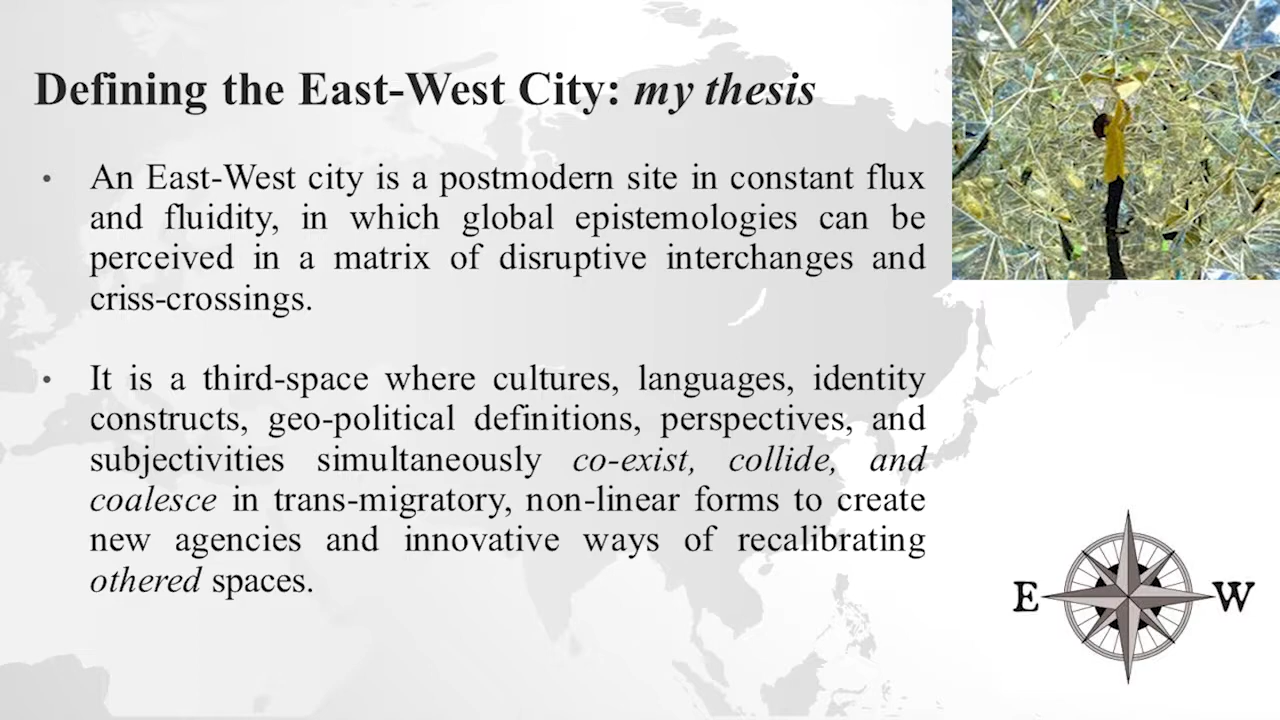 Defining the East-West City: my thesis
• An East-West city is a postmodern site in constant flux
and fluidity, in which global epistemologies can be
perceived in a matrix of disruptive interchanges and
criss-crossings.
• It is a third-space where cultures, languages, identity
constructs, geo-political definitions, perspectives, and
subjectivities simultaneously co-exist, collide, and
coalesce in trans-migratory, non-linear forms to create
new agencies and innovative ways of recalibrating
othered spaces.
E W